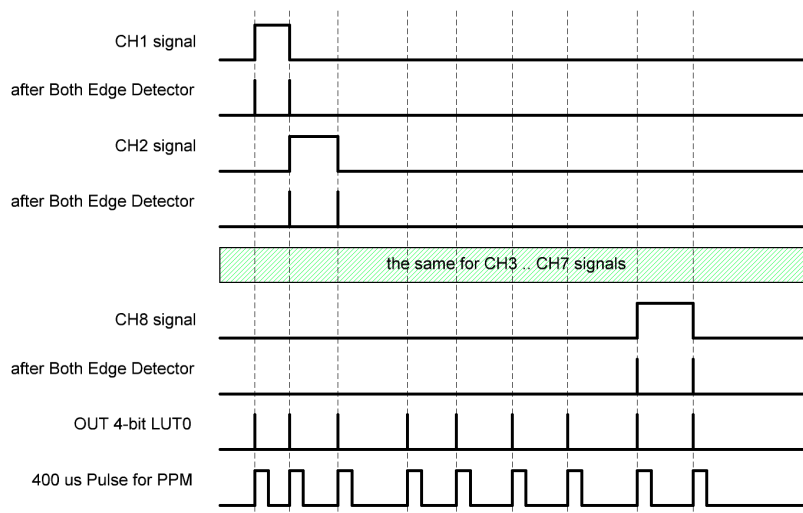 CH1 signal
after Both Edge Detector
CH2 signal
after Both Edge Detector
the same for CH3 .. CH7 signals
CH8 signal
after Both Edge Detector
OUT 4-bit LUT0
400 us Pulse for PPM